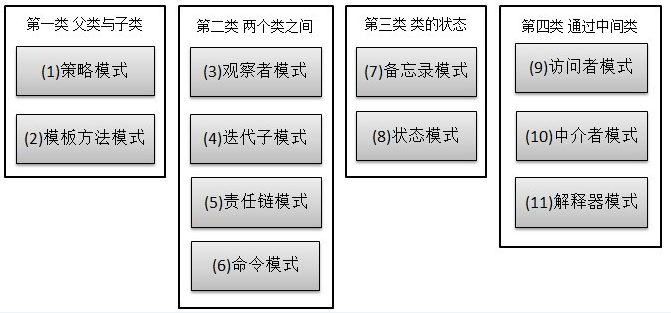 第一类 父类与子类
(1)策略模式
(2)模板方法模式
第二类 两个类之间
(3)观察者模式
(4)迭代子模式
(5)责任链模式
(6)命令模式
第三类 类的状态
(7)备忘录模式
(8)状态模式
第四类 通过中间类
(9)访问者模式
(10)中介者模式
(11)解释器模式